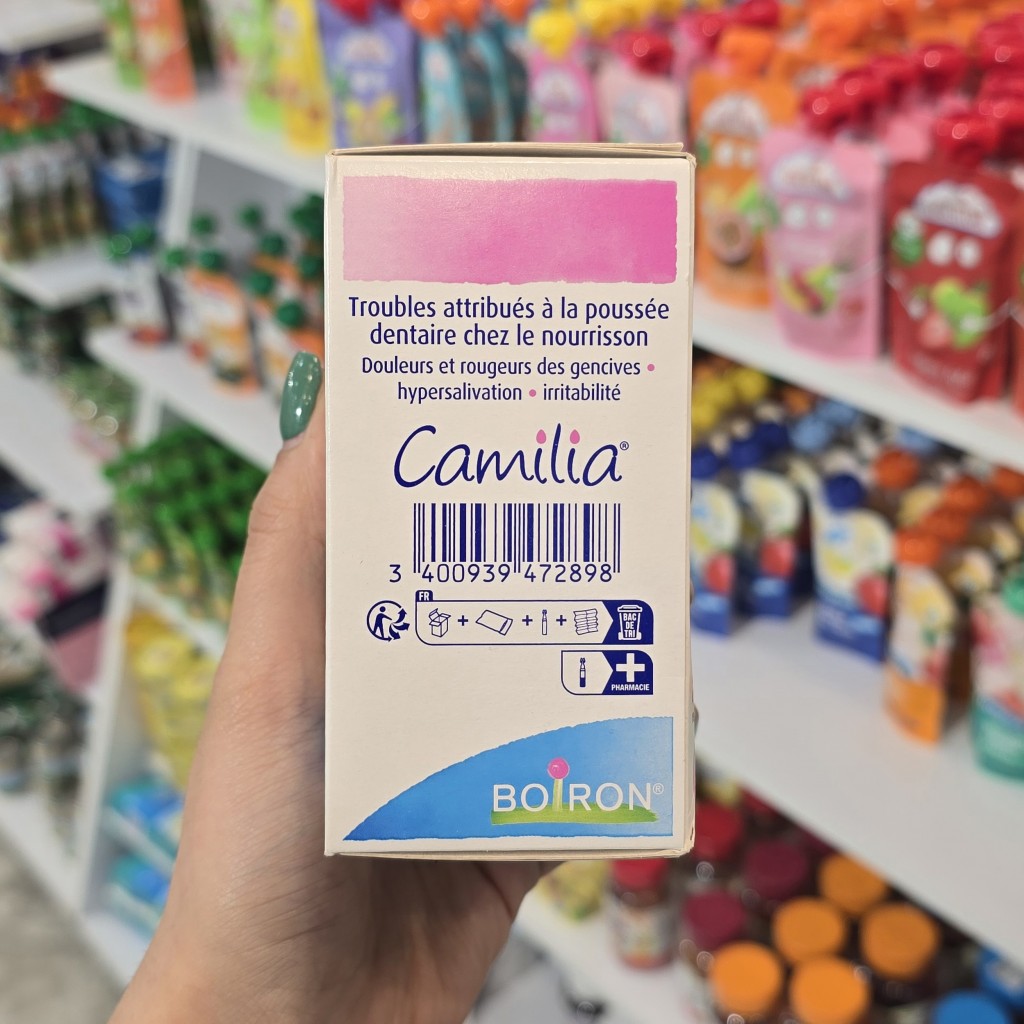 Troubles attribués à la poussée
dentaire chez le nourrisson
Douleurs et rougeurs des gencives •
hypersalivation • irritabilité
Camilia®
3 400939 472898
FR
+ + +
BAC
DE
TRI
PHARMACIE
BOIRON®